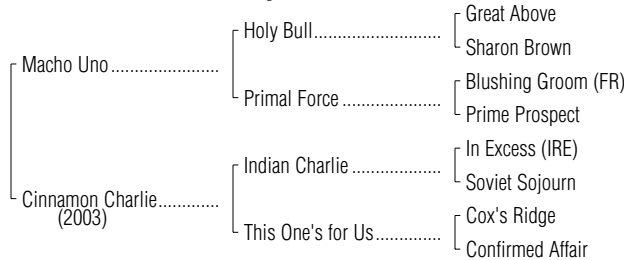 Great Above
Holy Bull..............................
Sharon Brown
Macho Uno........................
Blushing Groom (FR)
Primal Force........................
Prime Prospect
In Excess (IRE)
Indian Charlie......................
Soviet Sojourn
Cinnamon Charlie..............
(2003)
Cox's Ridge
This One's for Us................
Confirmed Affair